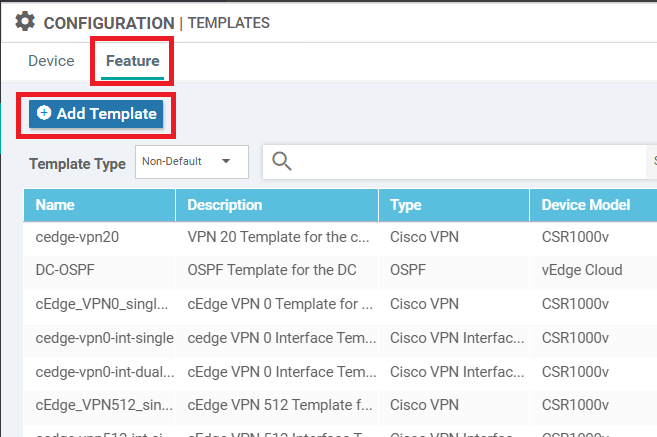 CONFIGURATION | TEMPLATES
Device Feature
Add Template
Template Type Non-Default
Name Description Type Device Model
cedge-vpn20 VPN 20 Template for the c... Cisco VPN CSR1000v
DC-OSPF OSPF Template for the DC OSPF vEdge Cloud
cEdge_VPN0_singl... cEdge VPN 0 Template for ... Cisco VPN CSR1000v
cedge-vpn0-int-single cedge VPN 0 Interface Tem... Cisco VPN Interfac... CSR1000v
cedge-vpn0-int-dual... cEdge VPN 0 Interface Tem... Cisco VPN Interfac... CSR1000v
cEdge_VPN512_sin... cEdge VPN 512 Template f... Cisco VPN CSR1000v